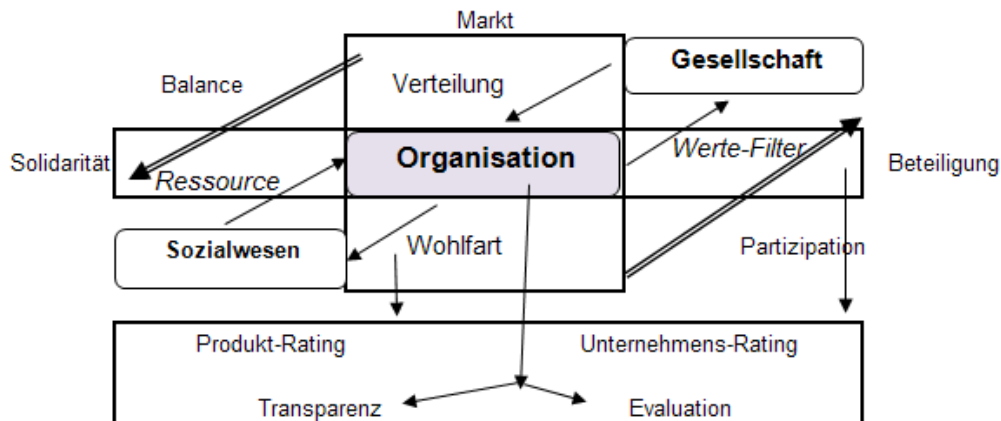 Markt
Gesellschaft
Balance
Verteilung
Organisation
Werte-Filter
Solidarität
Beteiligung
Ressource
Sozialwesen
Wohlfart
Partizipation
Produkt-Rating
Unternehmens-Rating
Transparenz
Evaluation